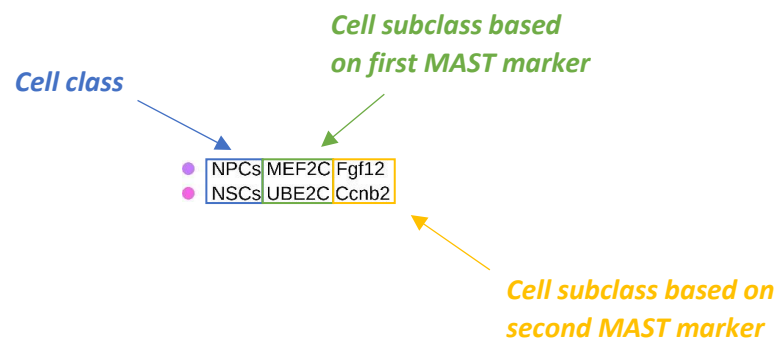 Cell subclass based
on first MAST marker
Cell class
NPCs MEF2C Fgf12
NSCs UBE2C Ccnb2
Cell subclass based on
second MAST marker